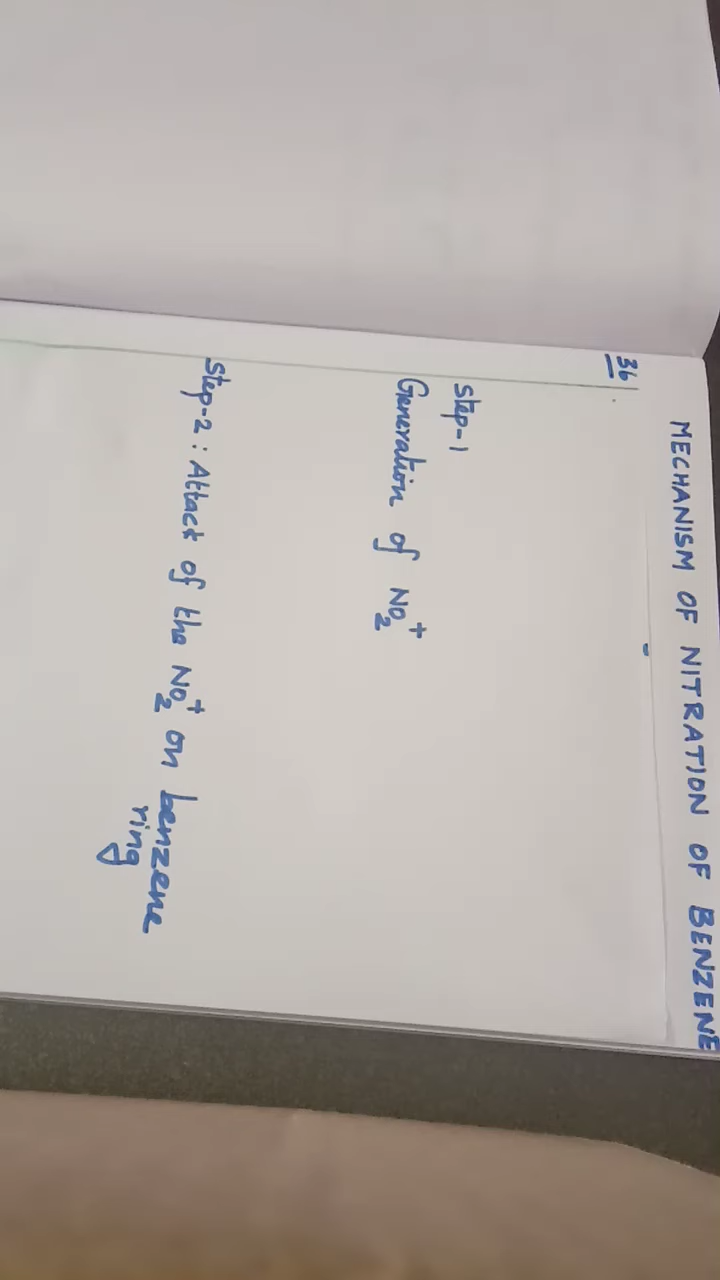 MECHANISM OF NITRATION OF BENZENE
36
Step-1
Generation of NO₂⁺
Step-2: Attact of the NO₂⁺ on benzene
ring